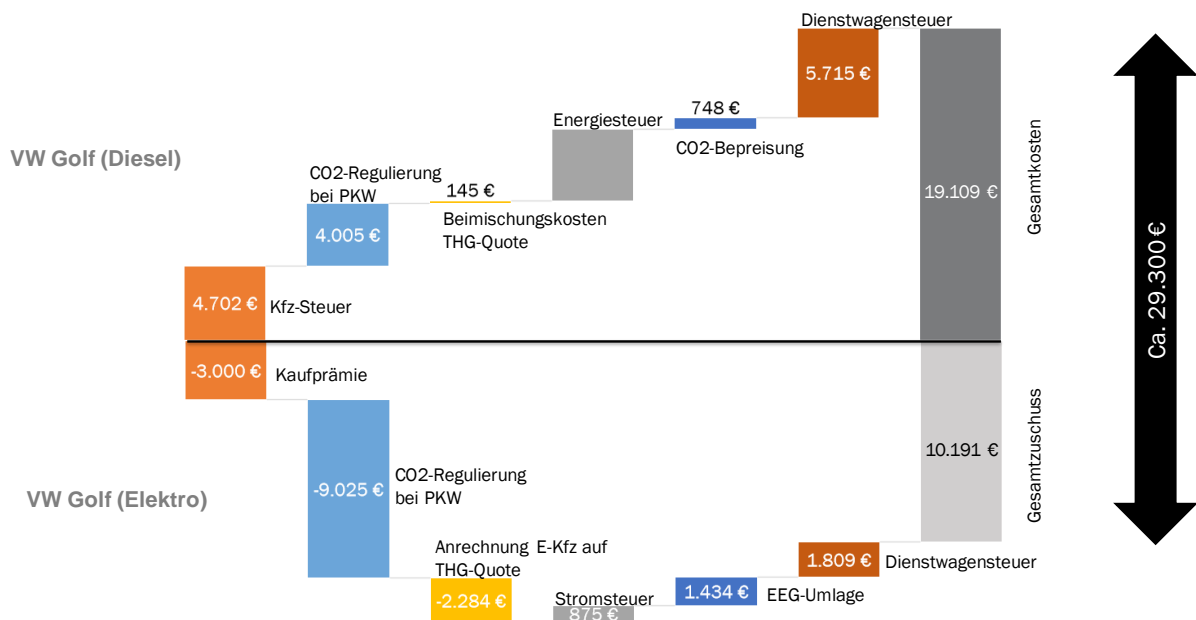 Dienstwagensteuer
5.715 €
748 €
Energiesteuer
CO2-Bepreisung
VW Golf (Diesel)
CO2-Regulierung
bei PKW
145 €
Beimischungskosten
THG-Quote
4.005 €
19.109 €
Gesamtkosten
4.702 €
Kfz-Steuer
Ca. 29.300 €
-3.000 €
Kaufprämie
10.191 €
Gesamtzuschuss
VW Golf (Elektro)
-9.025 €
CO2-Regulierung
bei PKW
Anrechnung E-Kfz auf
THG-Quote
-2.284 €
Stromsteuer
875 €
1.434 €
EEG-Umlage
1.809 €
Dienstwagensteuer